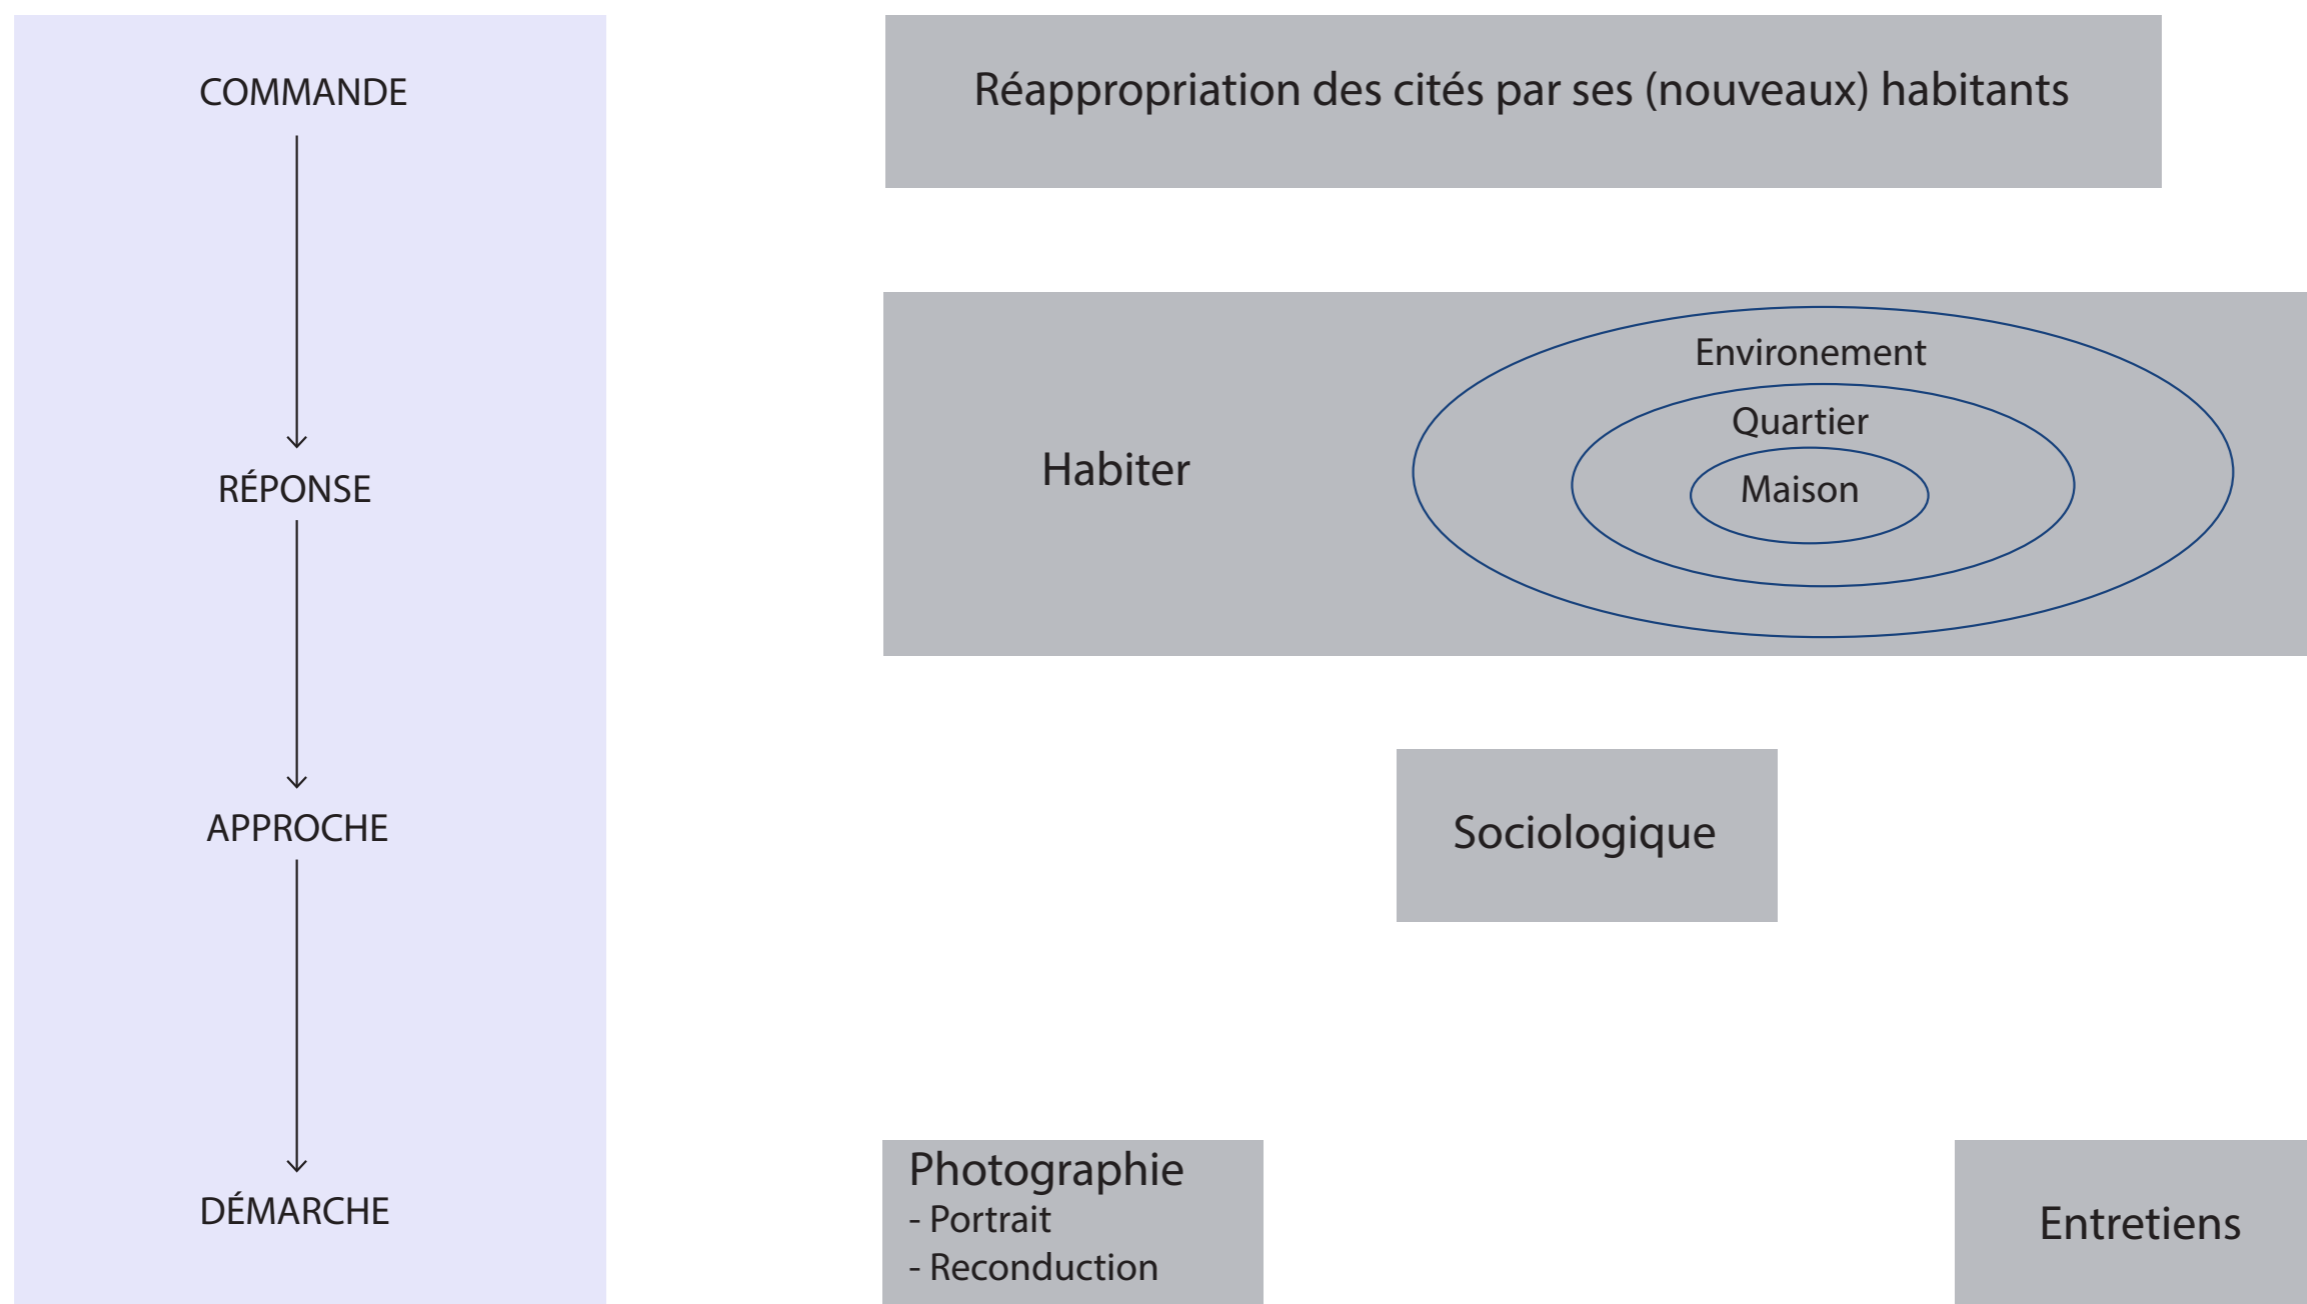 COMMANDE
Réappropriation des cités par ses (nouveaux) habitants
RÉPONSE
Habiter
Environement
Quartier
Maison
APPROCHE
Sociologique
DÉMARCHE
Photographie
- Portrait
- Reconduction
Entretiens